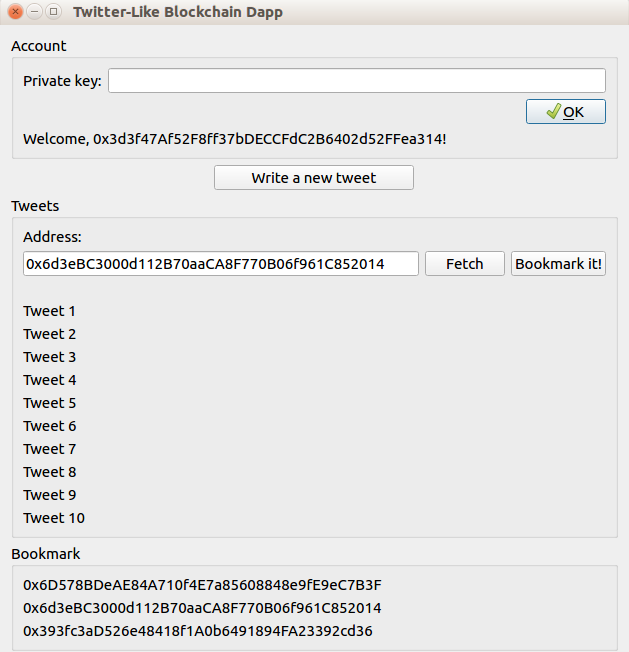 Twitter-Like Blockchain Dapp
Account
Private key:
OK
Welcome, 0x3d3f47Af52F8ff37bDECCFdC2B6402d52FFea314!
Write a new tweet
Tweets
Address:
0x6d3eBC3000d112B70aaCA8F770B06f961C852014 Fetch Bookmark it!
Tweet 1
Tweet 2
Tweet 3
Tweet 4
Tweet 5
Tweet 6
Tweet 7
Tweet 8
Tweet 9
Tweet 10
Bookmark
0x6D578BDeAE84A710f4E7a85608848e9fE9eC7B3F
0x6d3eBC3000d112B70aaCA8F770B06f961C852014
0x393fc3aD526e48418f1A0b6491894FA23392cd36